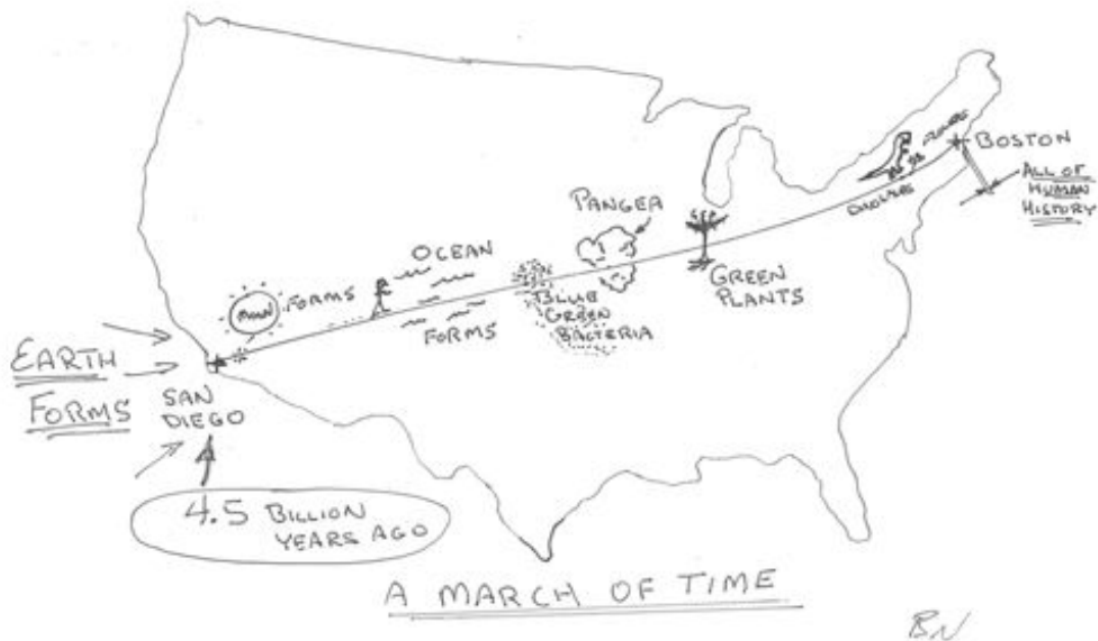 PANGEA
OCEAN
FORMS
FORMS
BLUE
GREEN
BACTERIA
GREEN
PLANTS
BOSTON
ALL OF
HUMAN
HISTORY
EARTH
FORMS
SAN
DIEGO
4.5 BILLION
YEARS AGO
A MARCH OF TIME
BN